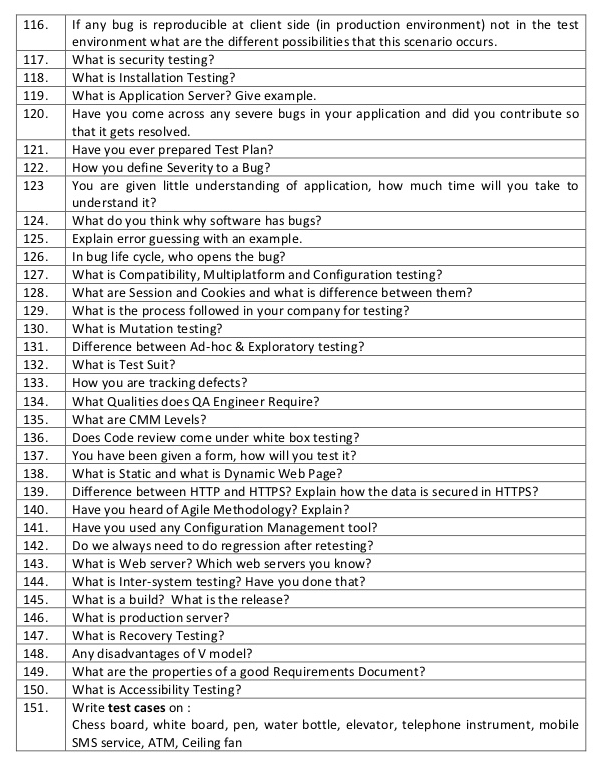 116. If any bug is reproducible at client side (in production environment) not in the test
environment what are the different possibilities that this scenario occurs.
117. What is security testing?
118. What is Installation Testing?
119. What is Application Server? Give example.
120. Have you come across any severe bugs in your application and did you contribute so
that it gets resolved.
121. Have you ever prepared Test Plan?
122. How you define Severity to a Bug?
123 You are given little understanding of application, how much time will you take to
understand it?
124. What do you think why software has bugs?
125. Explain error guessing with an example.
126. In bug life cycle, who opens the bug?
127. What is Compatibility, Multiplatform and Configuration testing?
128. What are Session and Cookies and what is difference between them?
129. What is the process followed in your company for testing?
130. What is Mutation testing?
131. Difference between Ad-hoc & Exploratory testing?
132. What is Test Suit?
133. How you are tracking defects?
134. What Qualities does QA Engineer Require?
135. What are CMM Levels?
136. Does Code review come under white box testing?
137. You have been given a form, how will you test it?
138. What is Static and what is Dynamic Web Page?
139. Difference between HTTP and HTTPS? Explain how the data is secured in HTTPS?
140. Have you heard of Agile Methodology? Explain?
141. Have you used any Configuration Management tool?
142. Do we always need to do regression after retesting?
143. What is Web server? Which web servers you know?
144. What is Inter-system testing? Have you done that?
145. What is a build? What is the release?
146. What is production server?
147. What is Recovery Testing?
148. Any disadvantages of V model?
149. What are the properties of a good Requirements Document?
150. What is Accessibility Testing?
151. Write test cases on :
Chess board, white board, pen, water bottle, elevator, telephone instrument, mobile
SMS service, ATM, Ceiling fan